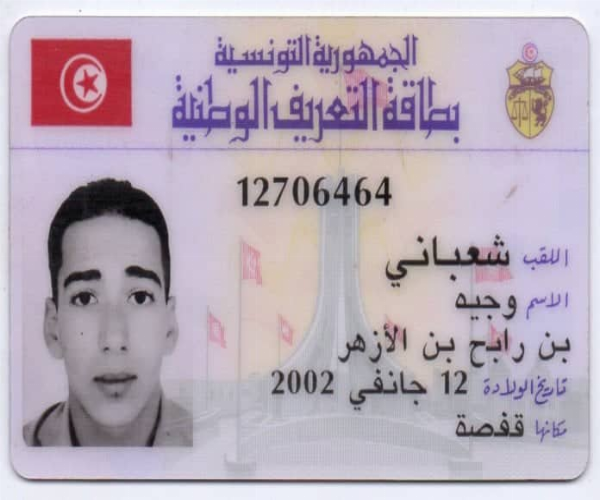 الجمهورية التونسية
بطاقة التعريف الوطنية
12706464
اللقب شعباني
الاسم وجيه
بن رابح بن الأزهر
تاريخ الولادة 12 جانفي 2002
مكانها قفصة